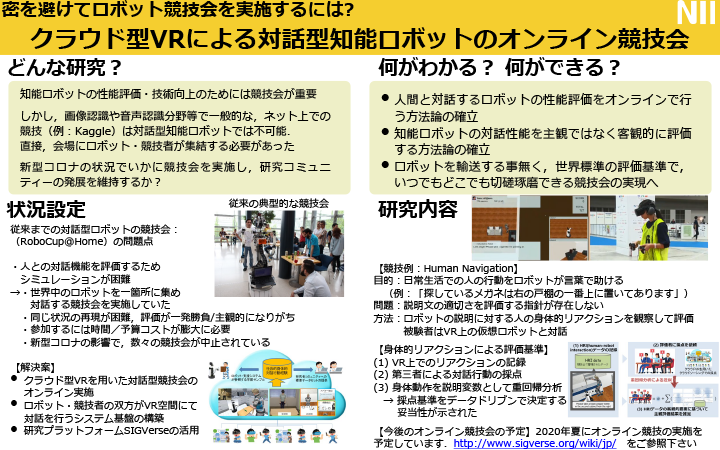 密を避けてロボット競技会を実施するには?
NII
クラウド型VRによる対話型知能ロボットのオンライン競技会
どんな研究？
知能ロボットの性能評価・技術向上のためには競技会が重要
しかし，画像認識や音声認識分野等で一般的な，ネット上での
競技（例：Kaggle）は対話型知能ロボットでは不可能．
直接，会場にロボット・競技者が集結する必要があった
新型コロナの状況でいかに競技会を実施し，研究コミュニ
ティーの発展を維持するか？
何がわかる？ 何ができる？
● 人間と対話するロボットの性能評価をオンラインで行
う方法論の確立
● 知能ロボットの対話性能を主観ではなく客観的に評価
する方法論の確立
● ロボットを輸送する事無く，世界標準の評価基準で，
いつでもどこでも切磋琢磨できる競技会の実現へ
状況設定
従来の典型的な競技会
従来までの対話型ロボットの競技会：
（RoboCup@Home）の問題点
・人との対話機能を評価するため
シミュレーションが困難
→・世界中のロボットを一箇所に集め
対話する競技会を実施していた
・同じ状況の再現が困難，評価が一発勝負/主観的になりがち
・参加するには時間／予算コストが膨大に必要
・新型コロナの影響で，数々の競技会が中止されている
【解決案】
● クラウド型VRを用いた対話型競技会の
オンライン実施
● ロボット・競技者の双方がVR空間にて
対話を行うシステム基盤の構築
● 研究プラットフォームSIGVerseの活用
研究内容
【競技例：Human Navigation】
目的：日常生活での人の行動をロボットが言葉で助ける
（例：「探しているメガネは右の戸棚の一番上に置いてあります」）
問題：説明文の適切さを評価する指針が存在しない
方法：ロボットの説明に対する人の身体的リアクションを観察して評価
被験者はVR上の仮想ロボットと対話
【身体的リアクションによる評価基準】
(1) VR上でのリアクションの記録
(2) 第三者による対話行動の採点
(3) 身体動作を説明変数として重回帰分析
→ 採点基準をデータドリブンで決定する
妥当性が示された
【今後のオンライン競技会の予定】2020年夏にオンライン競技の実施を
予定しています．http://www.sigverse.org/wiki/jp/　をご参照下さい